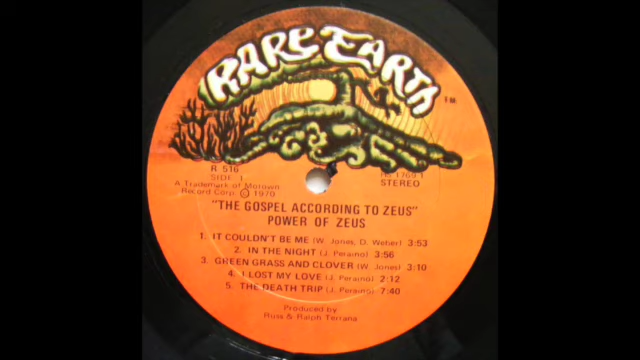 RARE EARTH
T.M.
R 516
SIDE 1
A Trademark of Motown
Record Corp. © 1970
1769 1
STEREO
"THE GOSPEL ACCORDING TO ZEUS"
POWER OF ZEUS
1. IT COULDN'T BE ME (W. Jones, D. Weber) 3:53
2. IN THE NIGHT (J. Peraino) 3:56
3. GREEN GRASS AND CLOVER (W. Jones) 3:10
4. I LOST MY LOVE (J. Peraino) 2:12
5. THE DEATH TRIP (J. Peraino) 7:40
Produced by
Russ & Ralph Terrana